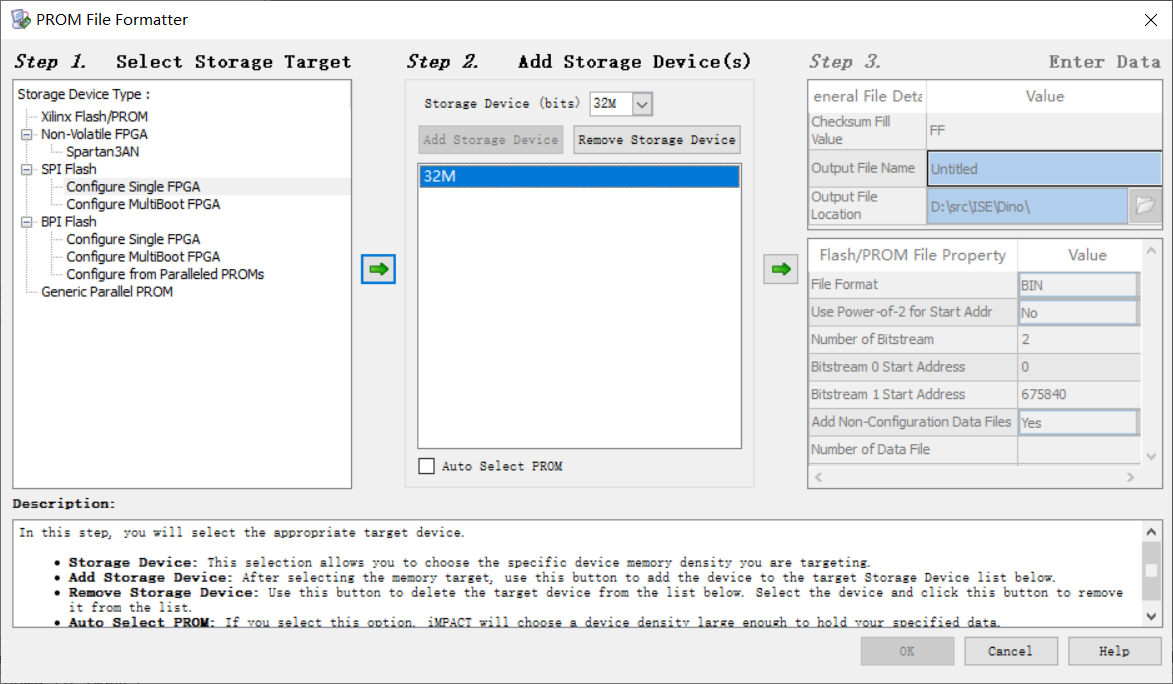 PROM File Formatter
Step 1. Select Storage Target
Storage Device Type :
Xilinx Flash/PROM
Non-Volatile FPGA
Spartan3AN
SPI Flash
Configure Single FPGA
Configure MultiBoot FPGA
BPI Flash
Configure Single FPGA
Configure MultiBoot FPGA
Configure from Paralleled PROMs
Generic Parallel PROM
Step 2. Add Storage Device(s)
Storage Device (bits) 32M
Add Storage Device Remove Storage Device
32M
Auto Select PROM
Step 3. Enter Data
eneral File Deta Value
Checksum Fill
Value FF
Output File Name Untitled
Output File
Location D:\src\ISE\Dino\
Flash/PROM File Property Value
File Format BIN
Use Power-of-2 for Start Addr No
Number of Bitstream 2
Bitstream 0 Start Address 0
Bitstream 1 Start Address 675840
Add Non-Configuration Data Files Yes
Number of Data File
Description:
In this step, you will select the appropriate target device.
• Storage Device: This selection allows you to choose the specific device memory density you are targeting.
• Add Storage Device: After selecting the memory target, use this button to add the device to the target Storage Device list below.
• Remove Storage Device: Use this button to delete the target device from the list below. Select the device and click this button to remove
it from the list.
• Auto Select PROM: If you select this option, iMPACT will choose a device density large enough to hold your specified data.
OK Cancel Help